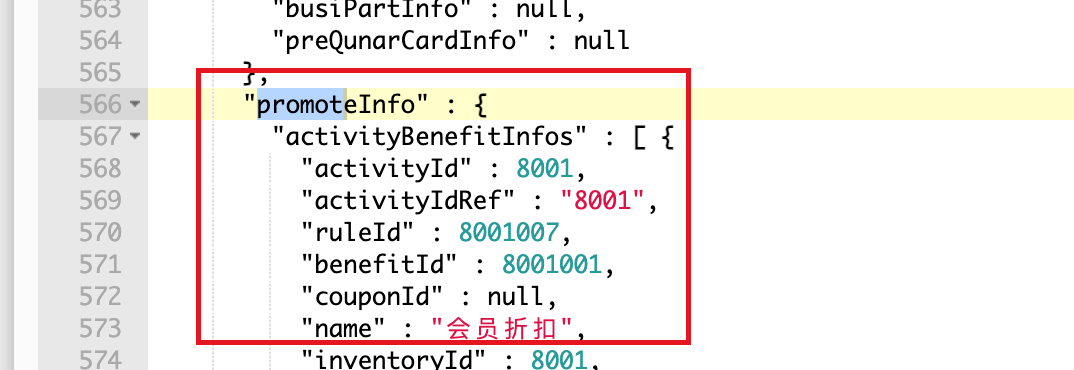 563 "busiPartInfo" : null,
564 "preQunarCardInfo" : null
565 },
566 "promoteInfo" : {
567 "activityBenefitInfos" : [ {
568 "activityId" : 8001,
569 "activityIdRef" : "8001",
570 "ruleId" : 8001007,
571 "benefitId" : 8001001,
572 "couponId" : null,
573 "name" : "会员折扣",
574 "inventoryId" : 8001,